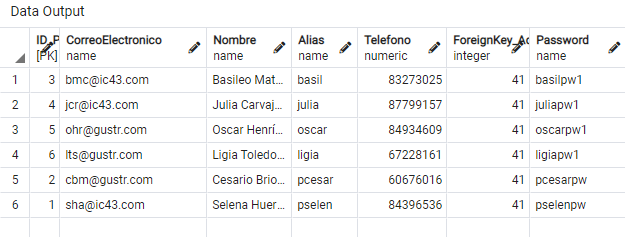 Data Output
ID_P CorreoElectronico Nombre Alias Telefono ForeignKey_Ac Password
[PK] name name name numeric integer name
1 3 bmc@ic43.com Basileo Mat... basil 83273025 41 basilpw1
2 4 jcr@ic43.com Julia Carvaj... julia 87799157 41 juliapw1
3 5 ohr@gustr.com Oscar Henrí... oscar 84934609 41 oscarpw1
4 6 lts@gustr.com Ligia Toledo... ligia 67228161 41 ligiapw1
5 2 cbm@gustr.com Cesario Brio... pcesar 60676016 41 pcesarpw
6 1 sha@ic43.com Selena Huer... pselen 84396536 41 pselenpw